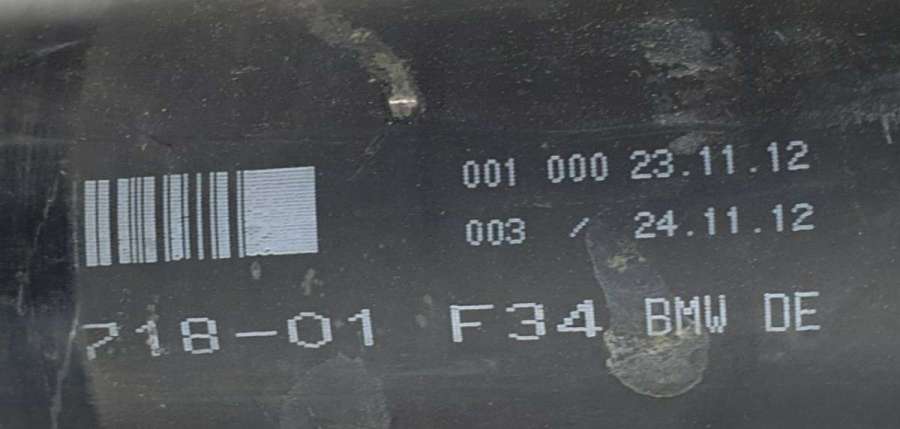 001 000 23.11.12
003 / 24.11.12
718-01 F34 BMW DE